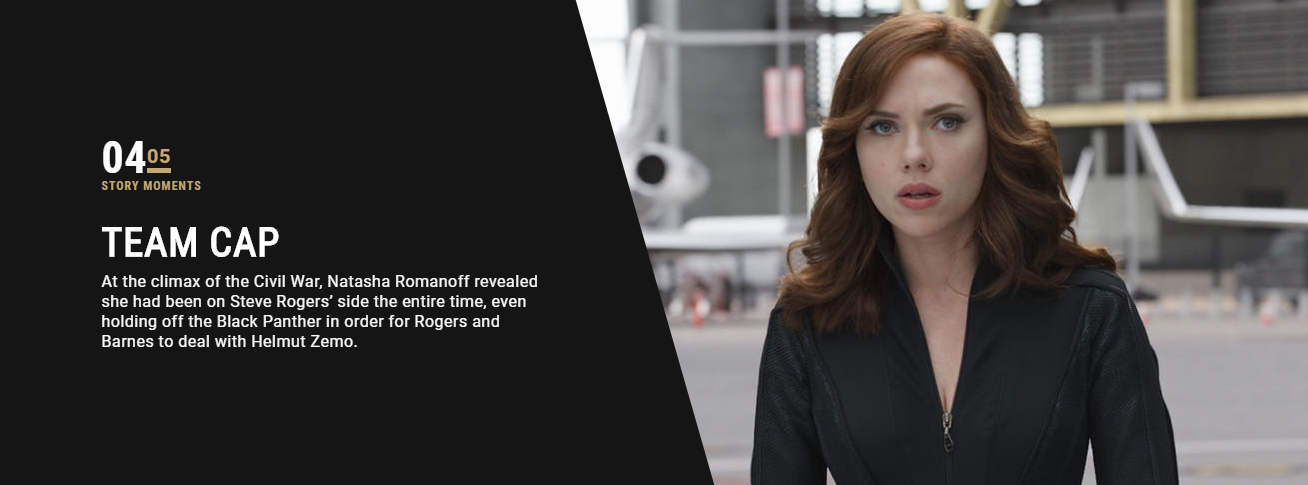 0405
STORY MOMENTS
TEAM CAP
At the climax of the Civil War, Natasha Romanoff revealed
she had been on Steve Rogers’ side the entire time, even
holding off the Black Panther in order for Rogers and
Barnes to deal with Helmut Zemo.